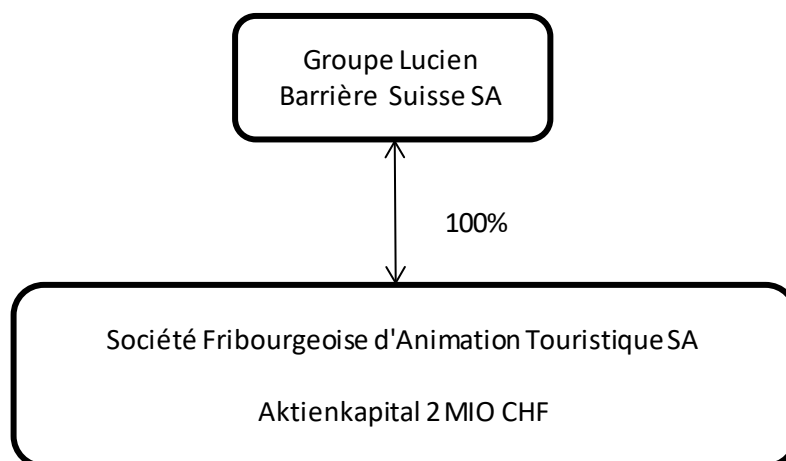 Groupe Lucien
Barrière Suisse SA
100%
Société Fribourgeoise d'Animation Touristique SA
Aktienkapital 2 MIO CHF